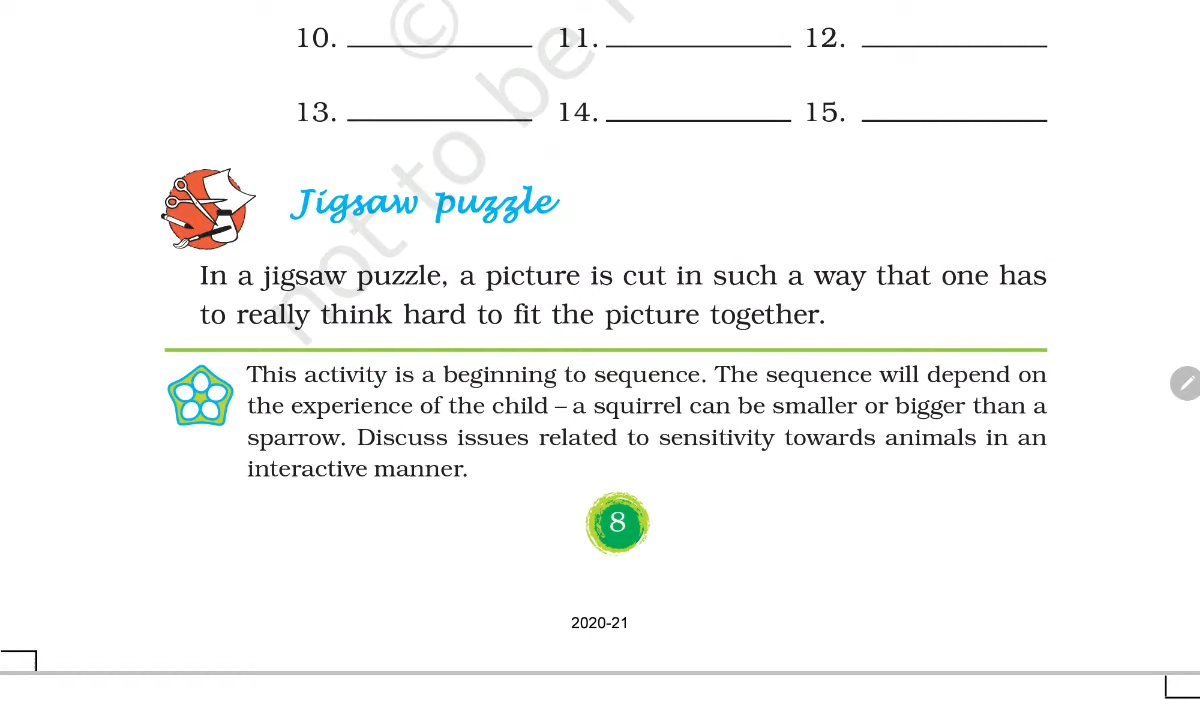 10. ____________ 11. ____________ 12. ____________
13. ____________ 14. ____________ 15. ____________
Jigsaw puzzle
In a jigsaw puzzle, a picture is cut in such a way that one has
to really think hard to fit the picture together.
This activity is a beginning to sequence. The sequence will depend on
the experience of the child – a squirrel can be smaller or bigger than a
sparrow. Discuss issues related to sensitivity towards animals in an
interactive manner.
8
2020-21
©
not to be